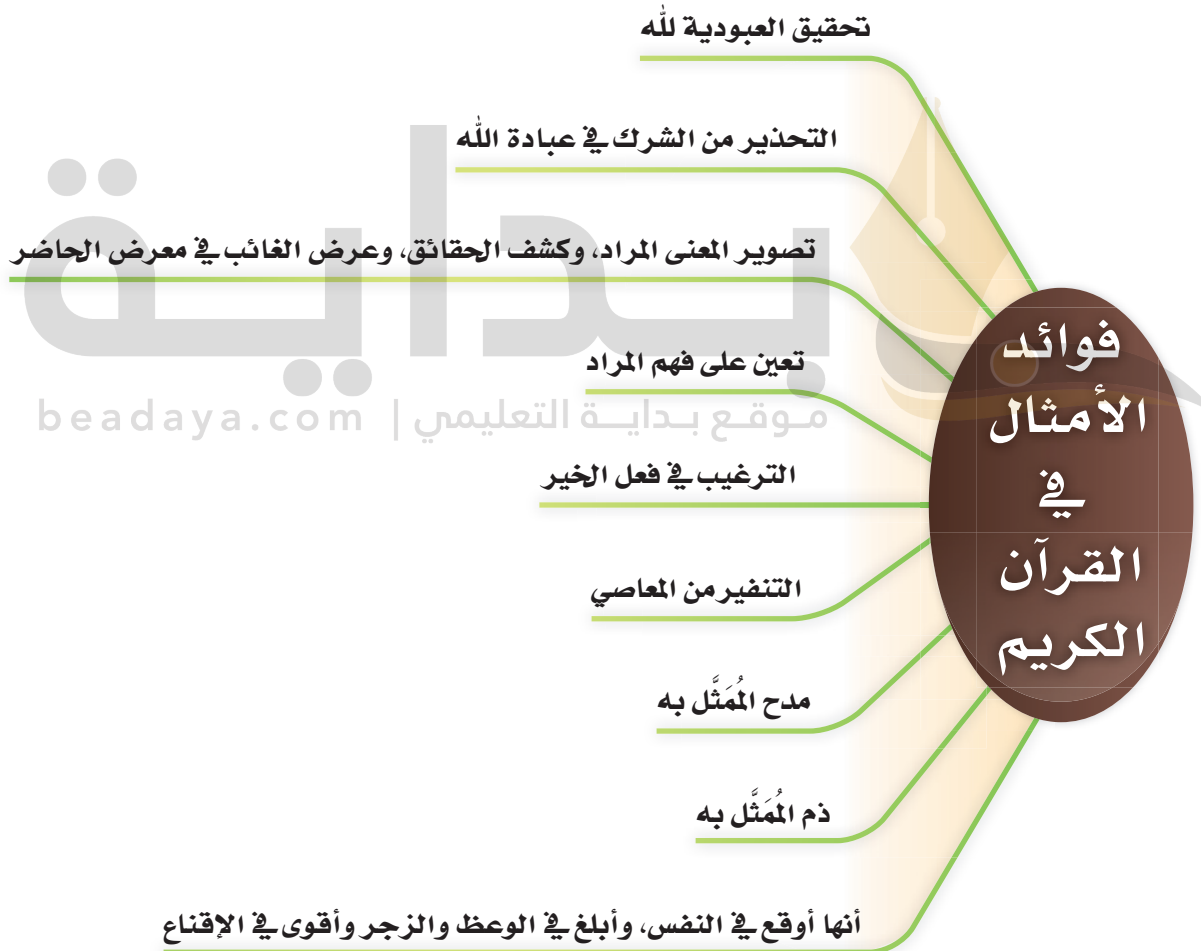 تحقيق العبودية لله
التحذير من الشرك في عبادة الله
تصوير المعنى المراد، وكشف الحقائق، وعرض الغائب في معرض الحاضر
تعين على فهم المراد
الترغيب في فعل الخير
التنفير من المعاصي
مدح المُمَثَّل به
ذم المُمَثَّل به
أنها أوقع في النفس، وأبلغ في الوعظ والزجر وأقوى في الإقناع
فوائد
الأمثال
في
القرآن
الكريم
بداية
موقع بداية التعليمي | beadaya.com